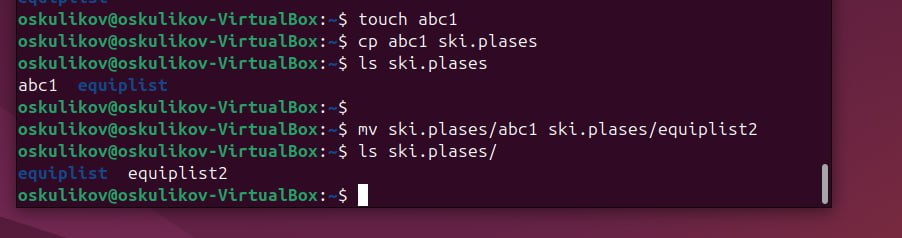 equiplist
oskulikov@oskulikov-VirtualBox:~$ touch abc1
oskulikov@oskulikov-VirtualBox:~$ cp abc1 ski.plases
oskulikov@oskulikov-VirtualBox:~$ ls ski.plases
abc1  equiplist
oskulikov@oskulikov-VirtualBox:~$
oskulikov@oskulikov-VirtualBox:~$ mv ski.plases/abc1 ski.plases/equiplist2
oskulikov@oskulikov-VirtualBox:~$ ls ski.plases/
equiplist  equiplist2
oskulikov@oskulikov-VirtualBox:~$